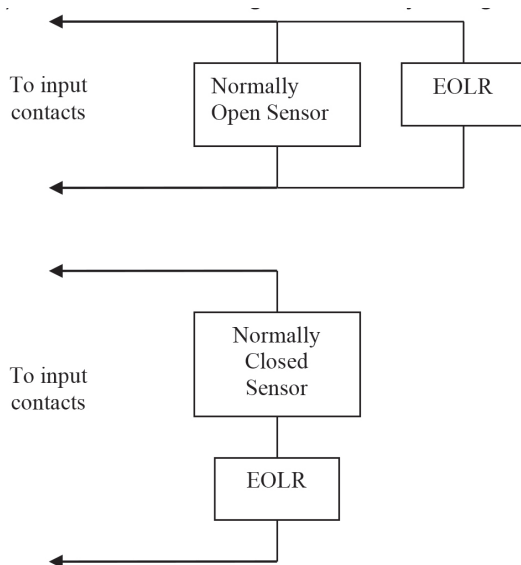 To input
contacts
Normally
Open Sensor
EOLR
To input
contacts
Normally
Closed
Sensor
EOLR